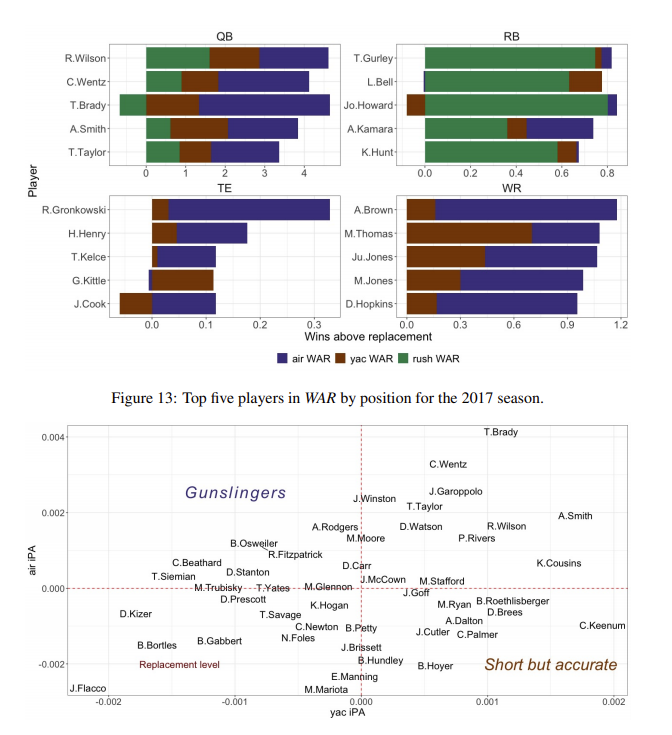 QB
RB
R.Wilson
C.Wentz
T.Brady
A.Smith
T.Taylor
0 1 2 3 4
T.Gurley
L.Bell
Jo.Howard
A.Kamara
K.Hunt
0.0 0.2 0.4 0.6 0.8
Player
TE
WR
R.Gronkowski
H.Henry
T.Kelce
G.Kittle
J.Cook
0.0 0.1 0.2 0.3
A.Brown
M.Thomas
Ju.Jones
M.Jones
D.Hopkins
0.0 0.3 0.6 0.9 1.2
Wins above replacement
air WAR yac WAR rush WAR
Figure 13: Top five players in WAR by position for the 2017 season.
0.004
0.002
0.000
-0.002
air iPA
T.Brady
C.Wentz
Gunslingers
J.Winston
J.Garoppolo
T.Taylor
A.Smith
A.Rodgers
D.Watson
R.Wilson
M.Moore
P.Rivers
B.Osweiler
R.Fitzpatrick
C.Beathard
D.Carr
K.Cousins
T.Siemian
D.Stanton
J.McCown
M.Stafford
M.Trubisky
T.Yates
M.Glennon
J.Goff
D.Prescott
K.Hogan
M.Ryan
B.Roethlisberger
D.Kizer
T.Savage
D.Brees
A.Dalton
C.Newton
B.Petty
C.Keenum
J.Cutler
C.Palmer
B.Bortles
B.Gabbert
N.Foles
J.Brissett
Replacement level
B.Hundley
B.Hoyer
Short but accurate
E.Manning
J.Flacco
M.Mariota
-0.002 -0.001 0.000 0.001 0.002
yac iPA